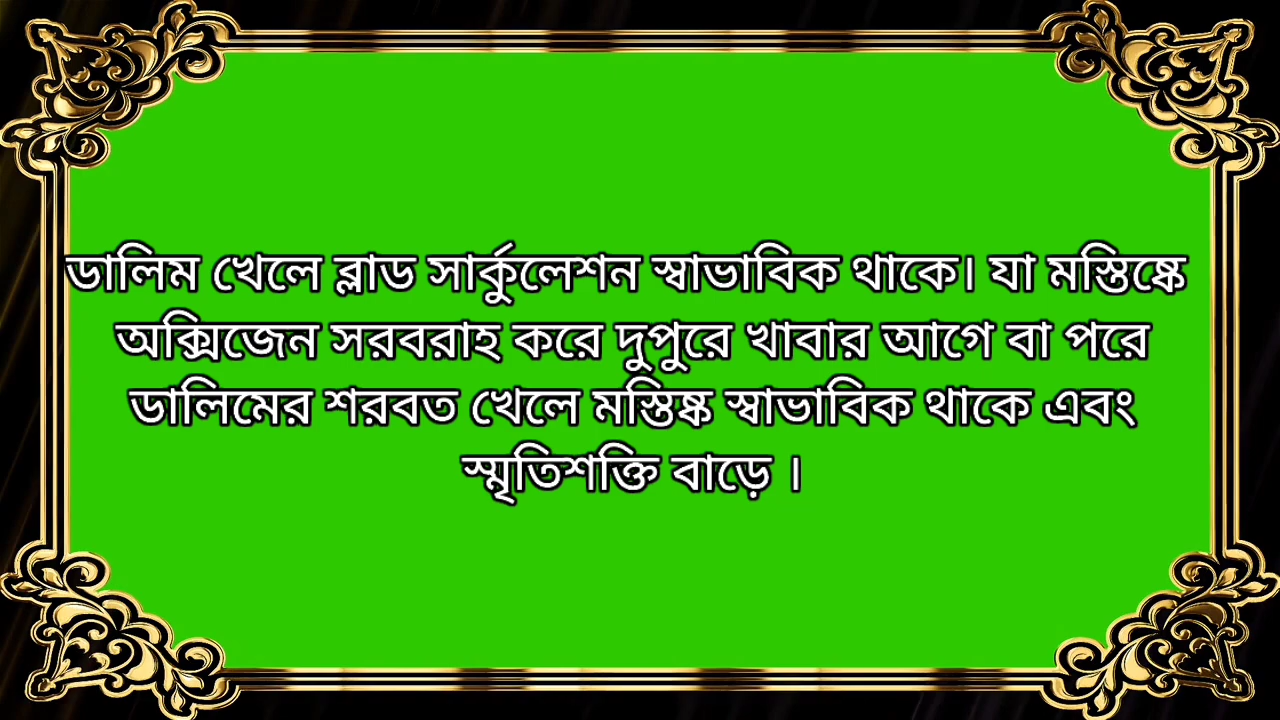 ডালিম খেলে ব্লাড সার্কুলেশন স্বাভাবিক থাকে। যা মস্তিষ্কে
অক্সিজেন সরবরাহ করে দুপুরে খাবার আগে বা পরে
ডালিমের শরবত খেলে মস্তিষ্ক স্বাভাবিক থাকে এবং
স্মৃতিশক্তি বাড়ে ।